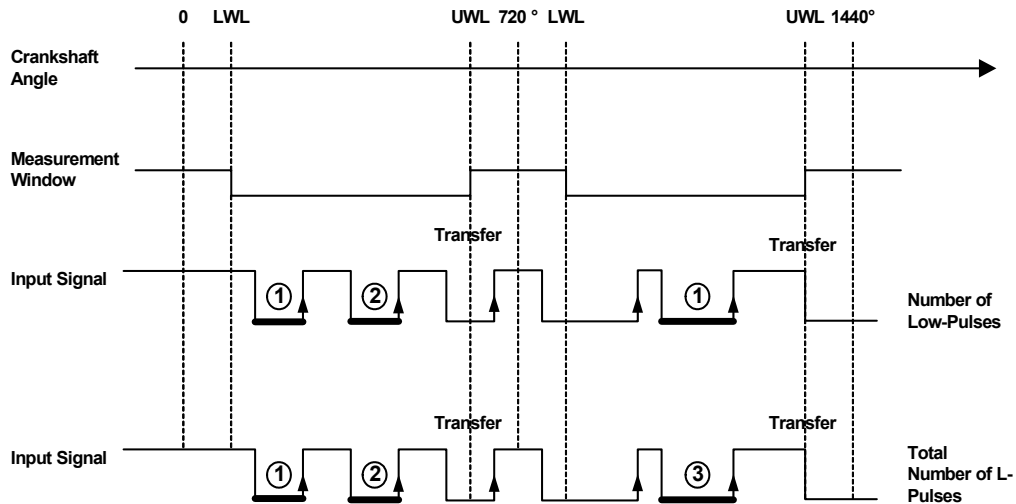 0 LWL UWL 720 ° LWL UWL 1440°
Crankshaft
Angle
Measurement
Window
Transfer Transfer
Input Signal
1 2 1
Number of
Low-Pulses
Transfer Transfer
Input Signal
1 2 3
Total
Number of L-
Pulses